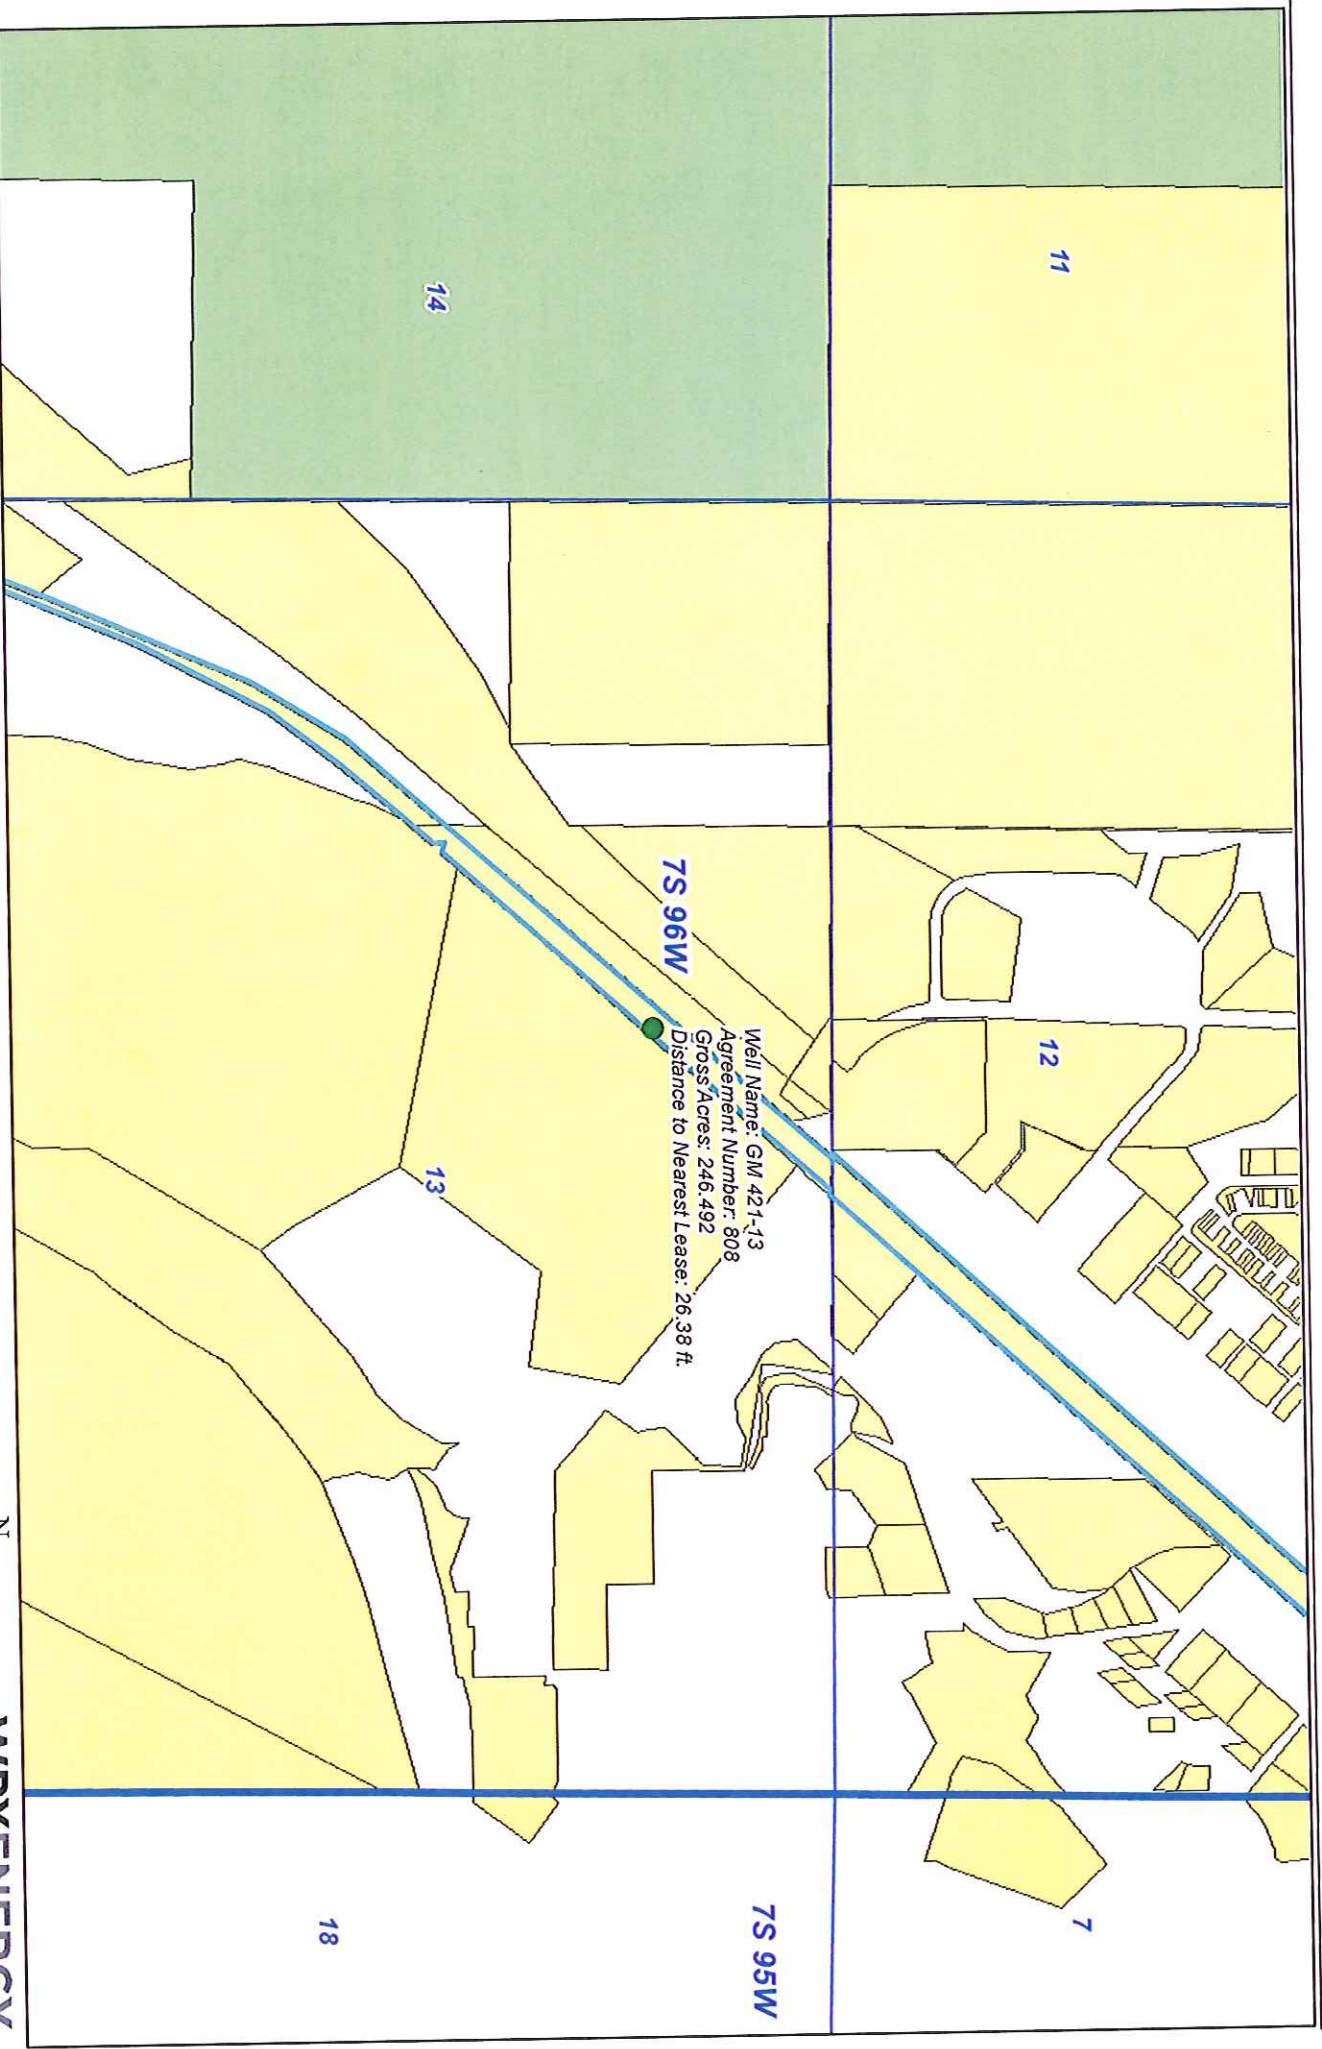 11
14
12
7S 96W
Well Name: GM 421-13
Agreement Number: 808
Gross Acres: 246.492
Distance to Nearest Lease: 26.38 ft.
13
7
7S 95W
18
N
WPXENERGY